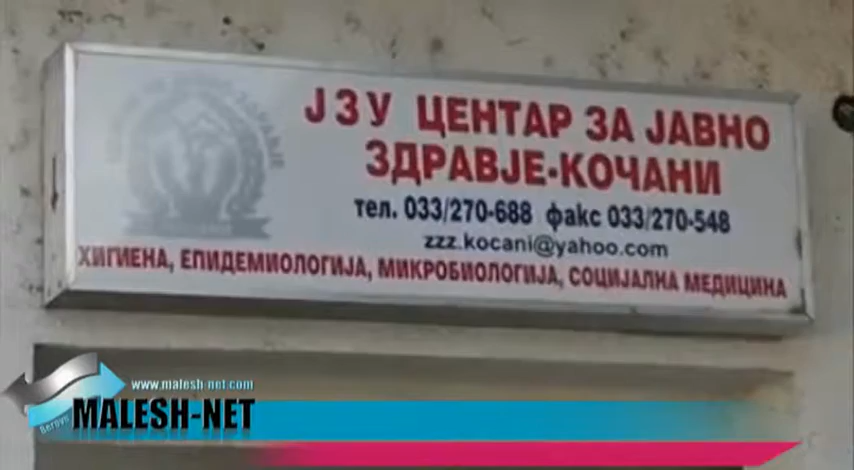 ЈЗУ ЦЕНТАР ЗА ЈАВНО
ЗДРАВЈЕ-КОЧАНИ
тел. 033/270-688 факс 033/270-548
zzz.kocani@yahoo.com
ХИГИЕНА, ЕПИДЕМИОЛОГИЈА, МИКРОБИОЛОГИЈА, СОЦИЈАЛНА МЕДИЦИНА
www.malesh-net.com
MALESH-NET